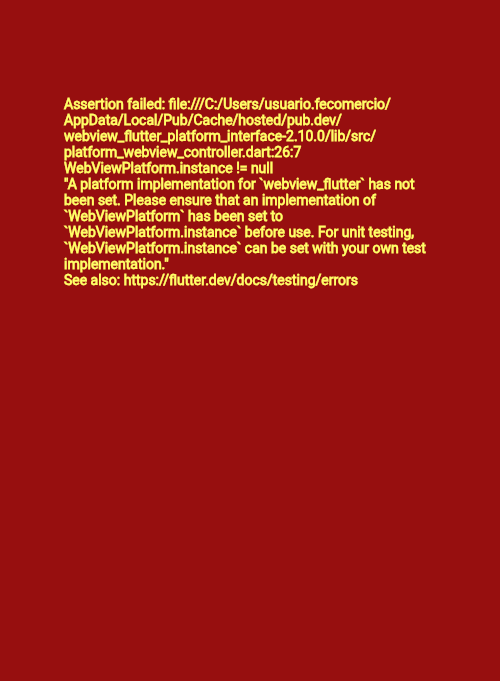 Assertion failed: file:///C:/Users/usuario.fecomercio/
AppData/Local/Pub/Cache/hosted/pub.dev/
webview_flutter_platform_interface-2.10.0/lib/src/
platform_webview_controller.dart:26:7
WebViewPlatform.instance != null
"A platform implementation for `webview_flutter` has not
been set. Please ensure that an implementation of
`WebViewPlatform` has been set to
`WebViewPlatform.instance` before use. For unit testing,
`WebViewPlatform.instance` can be set with your own test
implementation."
See also: https://flutter.dev/docs/testing/errors